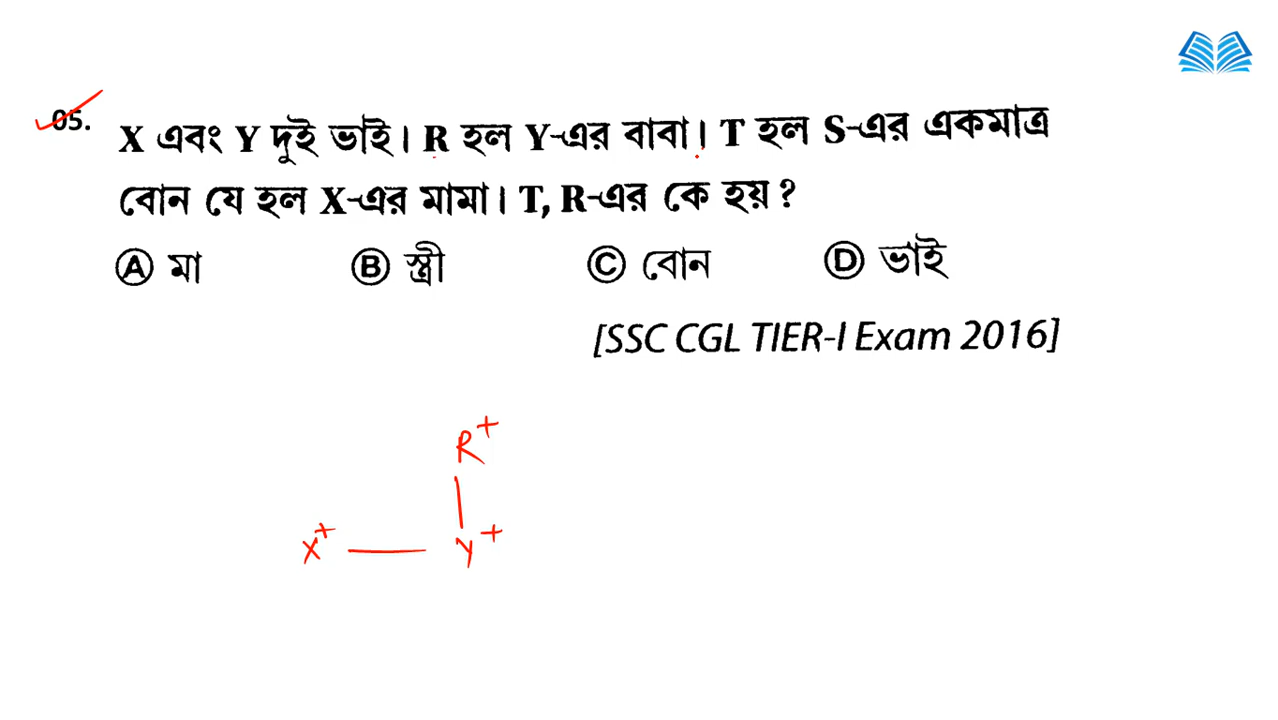 05. X এবং Y দুই ভাই। R হল Y-এর বাবা। T হল S-এর একমাত্র
বোন যে হল X-এর মামা। T, R-এর কে হয় ?
Ⓐ মা Ⓑ স্ত্রী Ⓒ বোন Ⓓ ভাই
[SSC CGL TIER-I Exam 2016]
R+
X+ — Y+